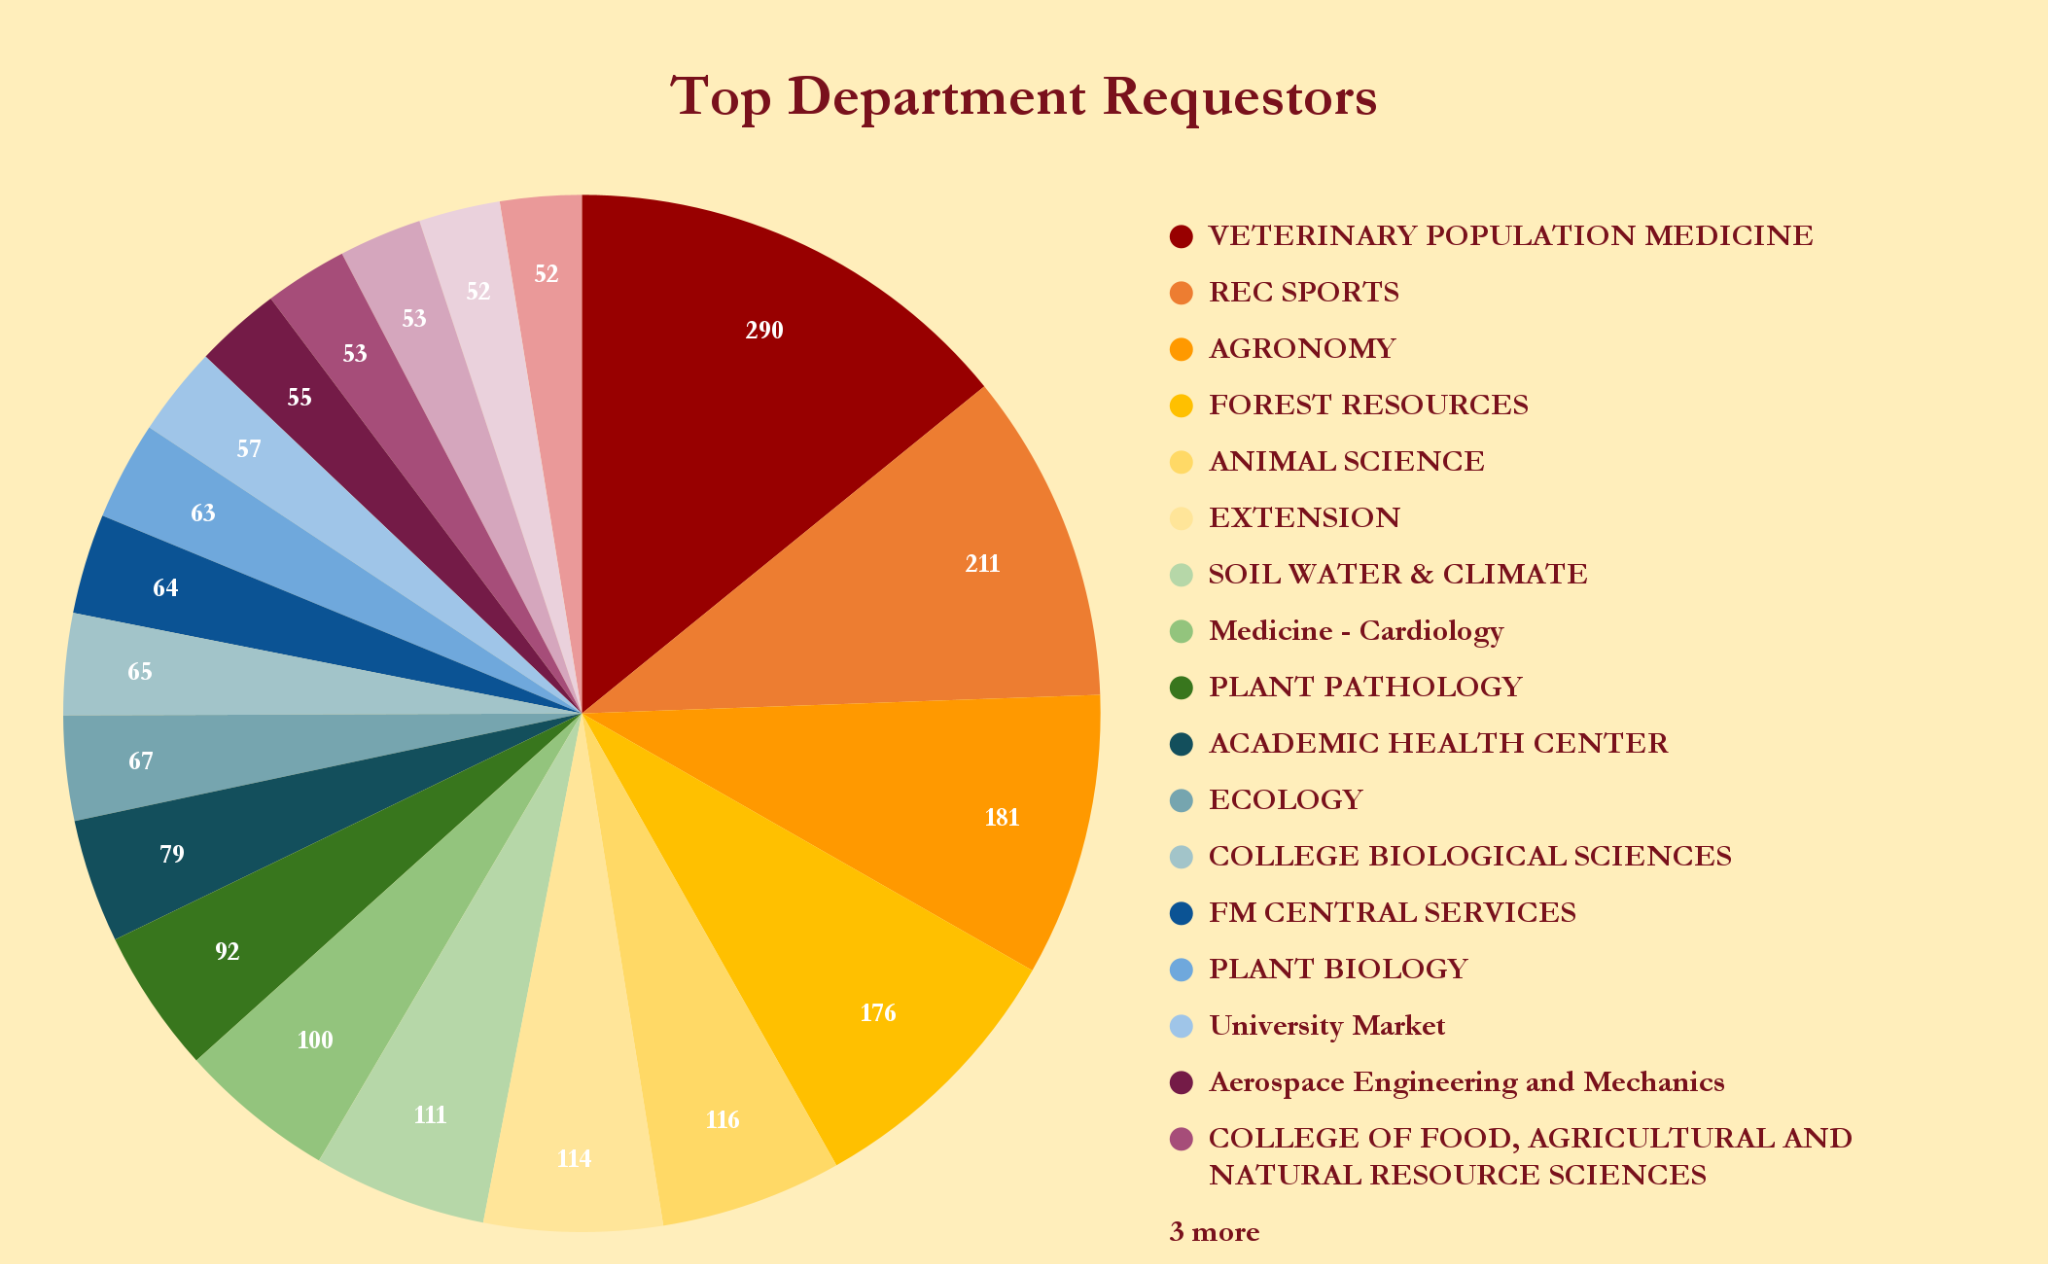 Top Department Requestors
290
211
181
176
116
114
111
100
92
79
67
65
64
63
57
55
53
53
52
52
VETERINARY POPULATION MEDICINE
REC SPORTS
AGRONOMY
FOREST RESOURCES
ANIMAL SCIENCE
EXTENSION
SOIL WATER & CLIMATE
Medicine - Cardiology
PLANT PATHOLOGY
ACADEMIC HEALTH CENTER
ECOLOGY
COLLEGE BIOLOGICAL SCIENCES
FM CENTRAL SERVICES
PLANT BIOLOGY
University Market
Aerospace Engineering and Mechanics
COLLEGE OF FOOD, AGRICULTURAL AND
NATURAL RESOURCE SCIENCES
3 more